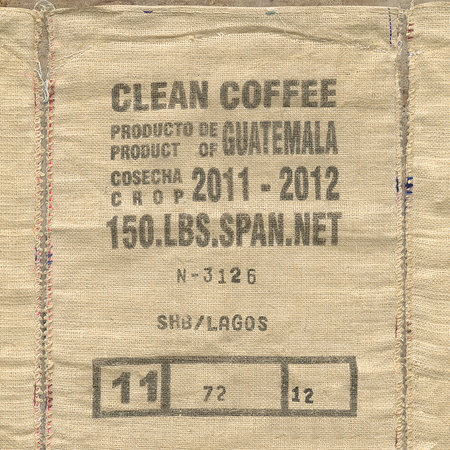 CLEAN COFFEE
PRODUCTO DE
PRODUCT OF GUATEMALA
COSECHA
CROP 2011 - 2012
150.LBS.SPAN.NET
N-3126
SHB/LAGOS
11 72 12